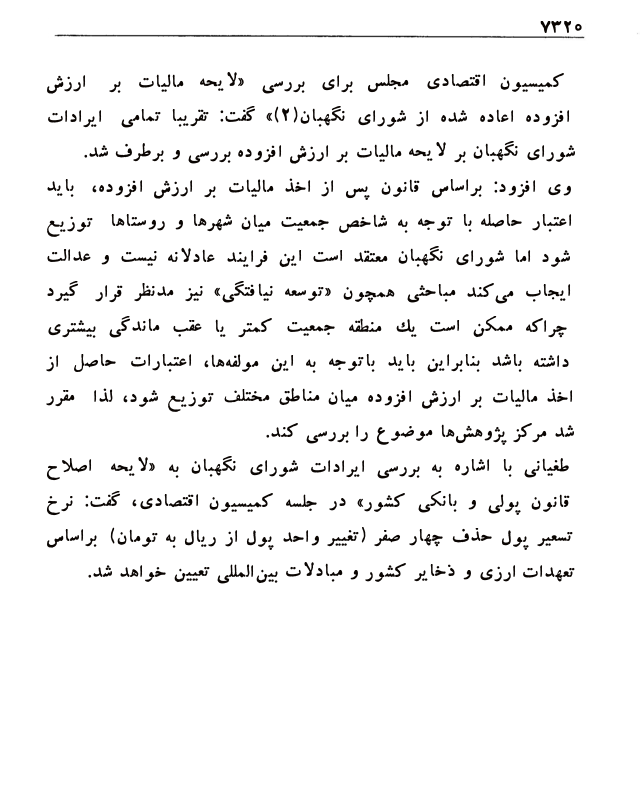 ۷۳۲۰
کمیسیون اقتصادی مجلس برای بررسی «لایحه مالیات بر ارزش
افزوده اعاده شده از شورای نگهبان(۲)» گفت: تقریبا تمامی ایرادات
شورای نگهبان بر لایحه مالیات بر ارزش افزوده بررسی و برطرف شد.
وی افزود: براساس قانون پس از اخذ مالیات بر ارزش افزوده، باید
اعتبار حاصله با توجه به شاخص جمعیت میان شهرها و روستاها توزیع
شود اما شورای نگهبان معتقد است این فرایند عادلانه نیست و عدالت
ایجاب می‌کند مباحثی همچون «توسعه نیافتگی» نیز مدنظر قرار گیرد
چراکه ممکن است یك منطقه جمعیت کمتر یا عقب ماندگی بیشتری
داشته باشد بنابراین باید باتوجه به این مولفه‌ها، اعتبارات حاصل از
اخذ مالیات بر ارزش افزوده میان مناطق مختلف توزیع شود، لذا مقرر
شد مرکز پژوهش‌ها موضوع را بررسی کند.
طغیانی با اشاره به بررسی ایرادات شورای نگهبان به «لایحه اصلاح
قانون پولی و بانکی کشور» در جلسه کمیسیون اقتصادی، گفت: نرخ
تسعیر پول حذف چهار صفر (تغییر واحد پول از ریال به تومان) براساس
تعهدات ارزی و ذخایر کشور و مبادلات بین‌المللی تعیین خواهد شد.